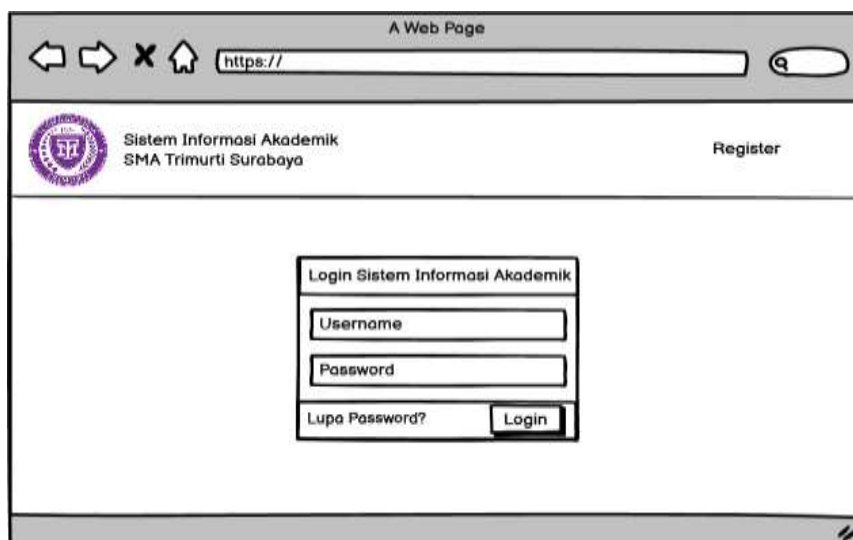 A Web Page
https://
Sistem Informasi Akademik
SMA Trimurti Surabaya
Register
Login Sistem Informasi Akademik
Username
Password
Lupa Password?
Login